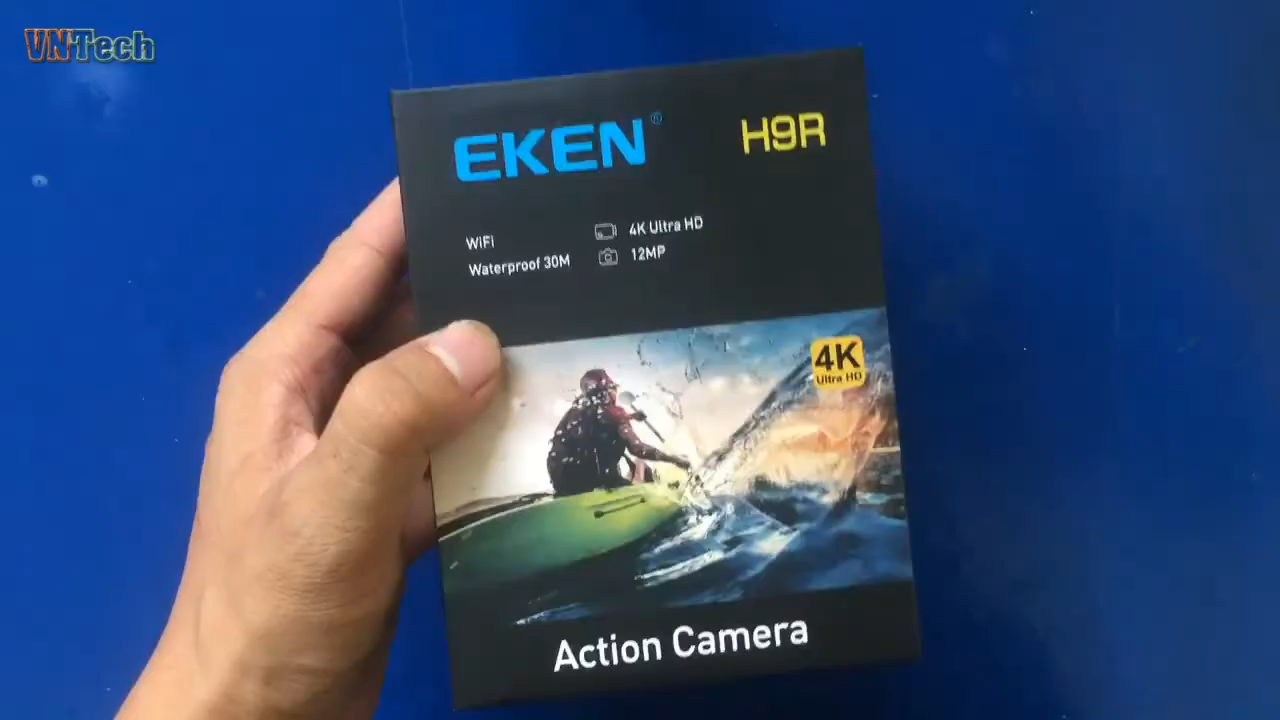 VNTech
EKEN®
H9R
WiFi
4K Ultra HD
Waterproof 30M
12MP
4K
Ultra HD
Action Camera